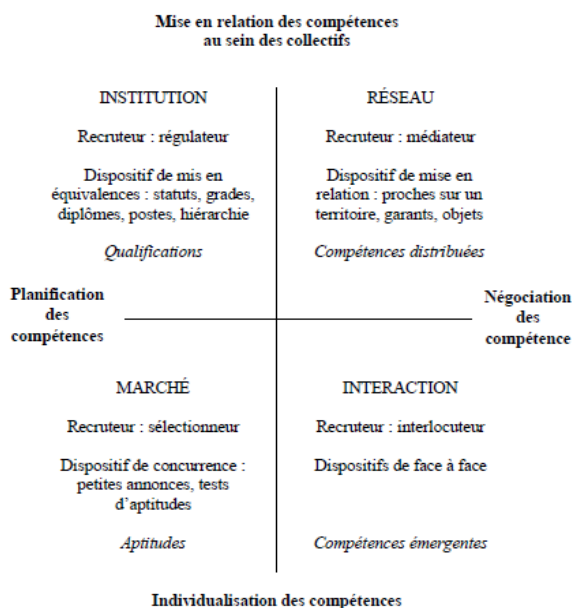 Mise en relation des compétences
au sein des collectifs
INSTITUTION
Recruteur : régulateur
Dispositif de mis en
équivalences : statuts, grades,
diplômes, postes, hiérarchie
Qualifications
RÉSEAU
Recruteur : médiateur
Dispositif de mise en
relation : proches sur un
territoire, garants, objets
Compétences distribuées
Planification
des
compétences
Négociation
des
compétence
MARCHÉ
Recruteur : sélectionneur
Dispositif de concurrence :
petites annonces, tests
d'aptitudes
Aptitudes
INTERACTION
Recruteur : interlocuteur
Dispositifs de face à face
Compétences émergentes
Individualisation des compétences